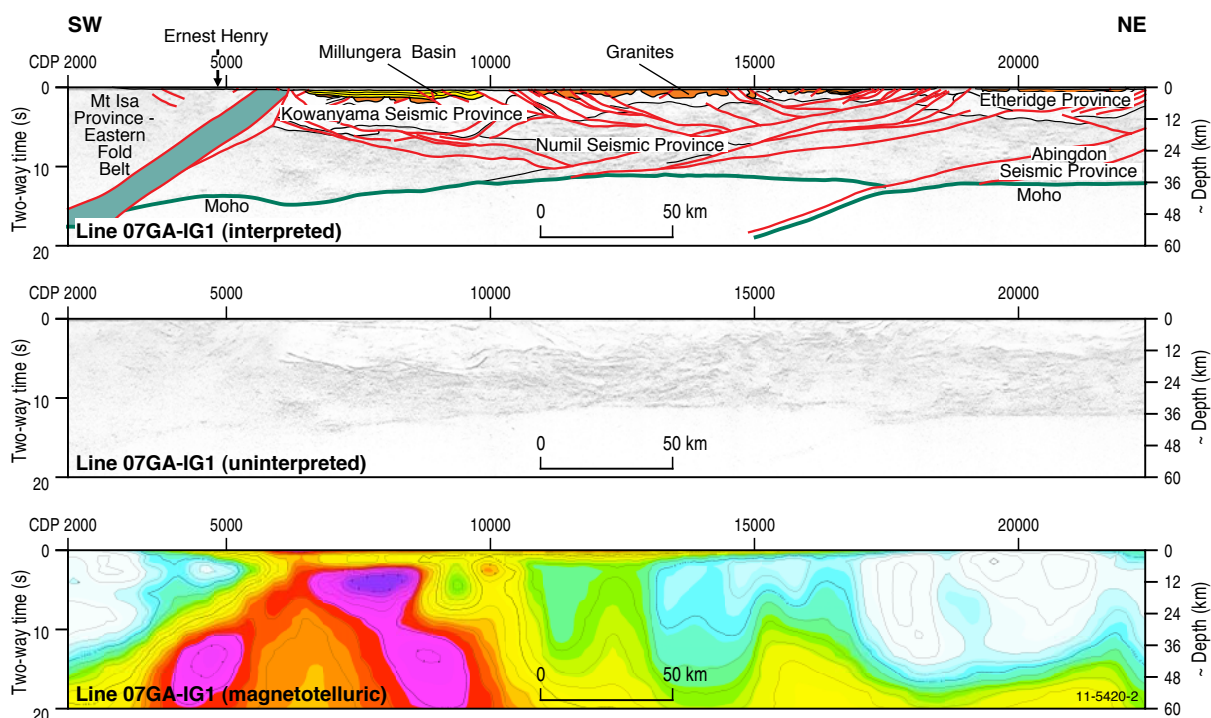 SW
NE
Ernest Henry
Millungera Basin
Granites
CDP 2000
5000
10000
15000
20000
Two-way time (s)
0
10
20
Mt Isa
Province -
Eastern
Fold
Belt
Kowanyama Seismic Province
Numil Seismic Province
Etheridge Province
Abingdon
Seismic Province
Moho
Moho
0
50 km
Line 07GA-IG1 (interpreted)
0
12
24
36
48
60
~ Depth (km)
CDP 2000
5000
10000
15000
20000
Two-way time (s)
0
10
20
0
50 km
Line 07GA-IG1 (uninterpreted)
0
12
24
36
48
60
~ Depth (km)
CDP 2000
5000
10000
15000
20000
Two-way time (s)
0
10
20
0
50 km
Line 07GA-IG1 (magnetotelluric)
11-5420-2
0
12
24
36
48
60
~ Depth (km)